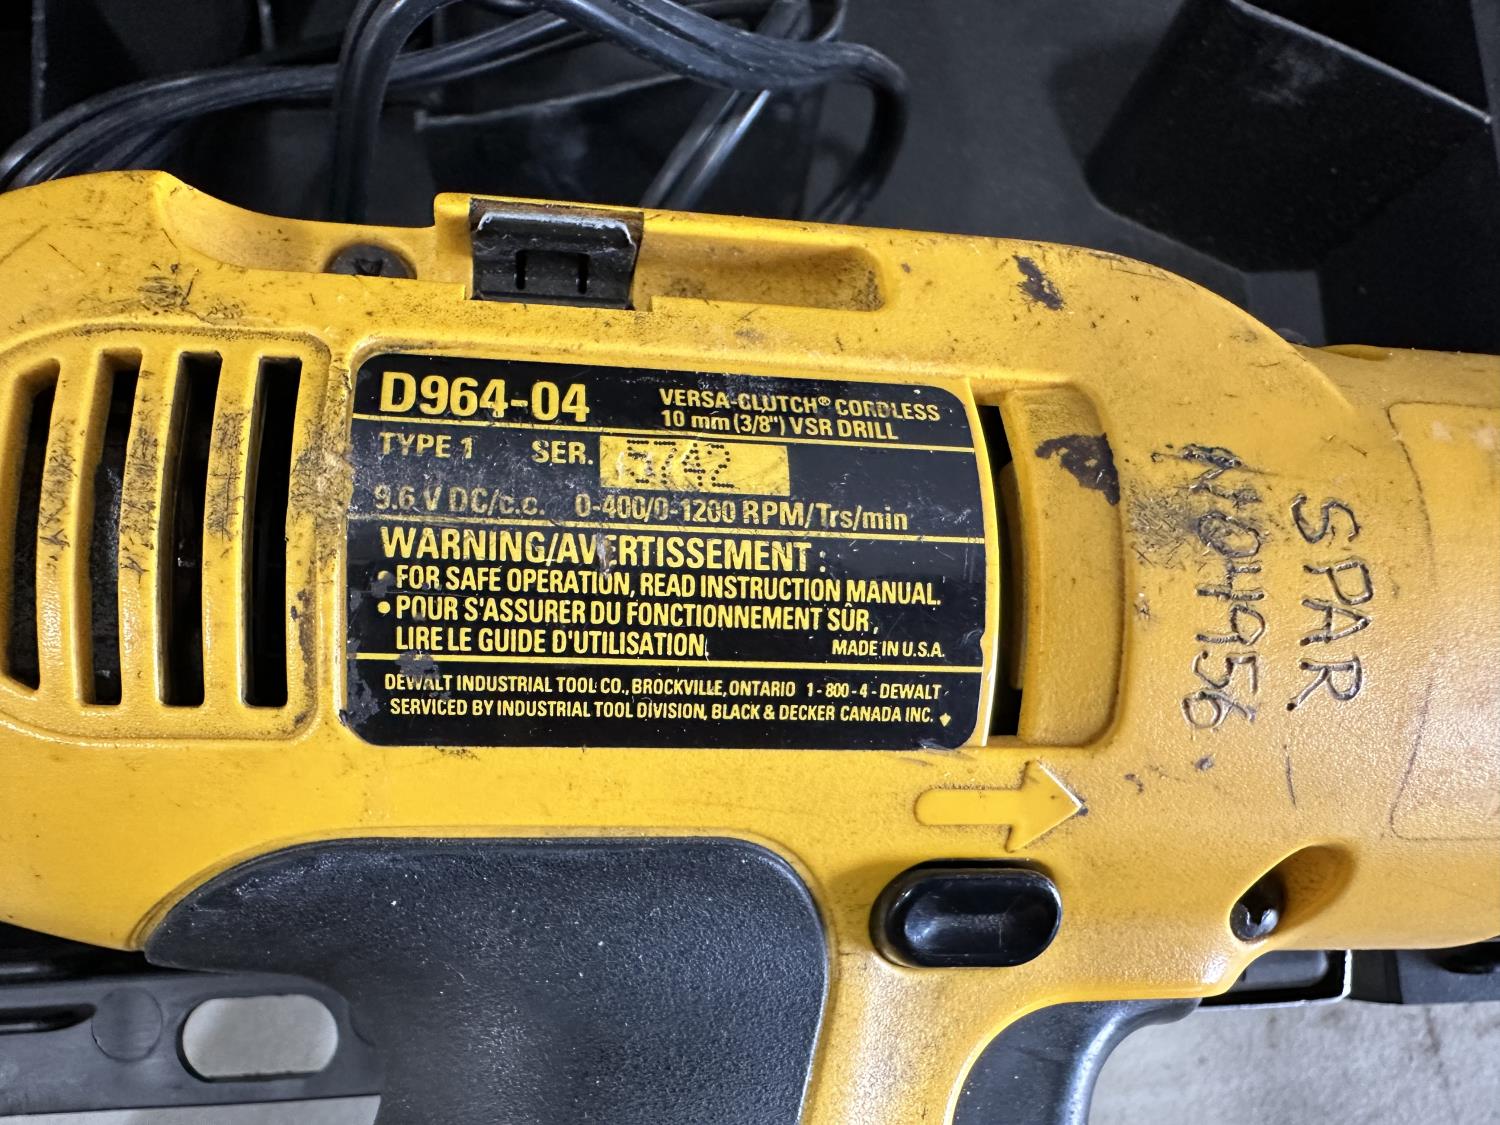 D964-04
VERSA-CLUTCH® CORDLESS
10 mm (3/8") VSR DRILL
TYPE 1 SER. 5742
9.6 V DC/c.c. 0-400/0-1200 RPM/Trs/min
WARNING/AVERTISSEMENT :
• FOR SAFE OPERATION, READ INSTRUCTION MANUAL.
• POUR S'ASSURER DU FONCTIONNEMENT SÛR,
LIRE LE GUIDE D'UTILISATION.
MADE IN U.S.A.
DEWALT INDUSTRIAL TOOL CO., BROCKVILLE, ONTARIO 1-800-4-DEWALT
SERVICED BY INDUSTRIAL TOOL DIVISION, BLACK & DECKER CANADA INC.
SPAR